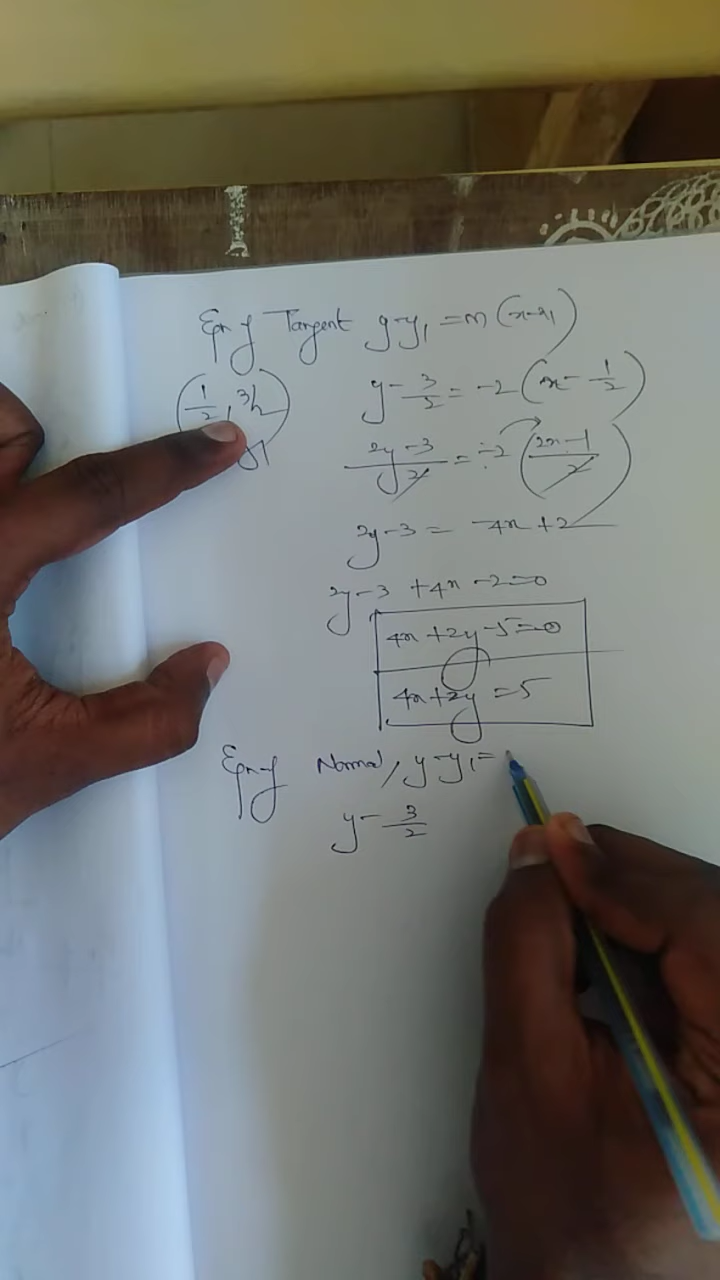 Eqn of Tangent y-y₁ = m(x-x₁)
(1/2, 3/2) y - 3/2 = -2(x - 1/2)
(2y-3)/2 = -2((2x-1)/2)
2y-3 = -4x+2
2y-3+4x-2=0
4x+2y-5=0
4x+2y=5
Eqn of Normal, y-y₁=
y - 3/2